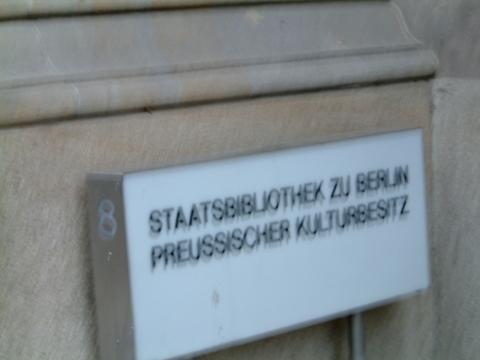 STAATSBIBLIOTHEK ZU BERLIN
PREUSSISCHER KULTURBESITZ
8